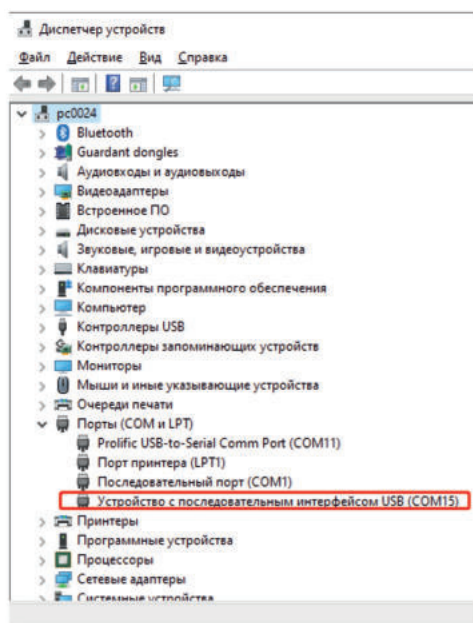 Диспетчер устройств
Файл Действие Вид Справка
pc0024
Bluetooth
Guardant dongles
Аудиовходы и аудиовыходы
Видеоадаптеры
Встроенное ПО
Дисковые устройства
Звуковые, игровые и видеоустройства
Клавиатуры
Компоненты программного обеспечения
Компьютер
Контроллеры USB
Контроллеры запоминающих устройств
Мониторы
Мыши и иные указывающие устройства
Очереди печати
Порты (COM и LPT)
Prolific USB-to-Serial Comm Port (COM11)
Порт принтера (LPT1)
Последовательный порт (COM1)
Устройство с последовательным интерфейсом USB (COM15)
Принтеры
Программные устройства
Процессоры
Сетевые адаптеры
Системные устройства